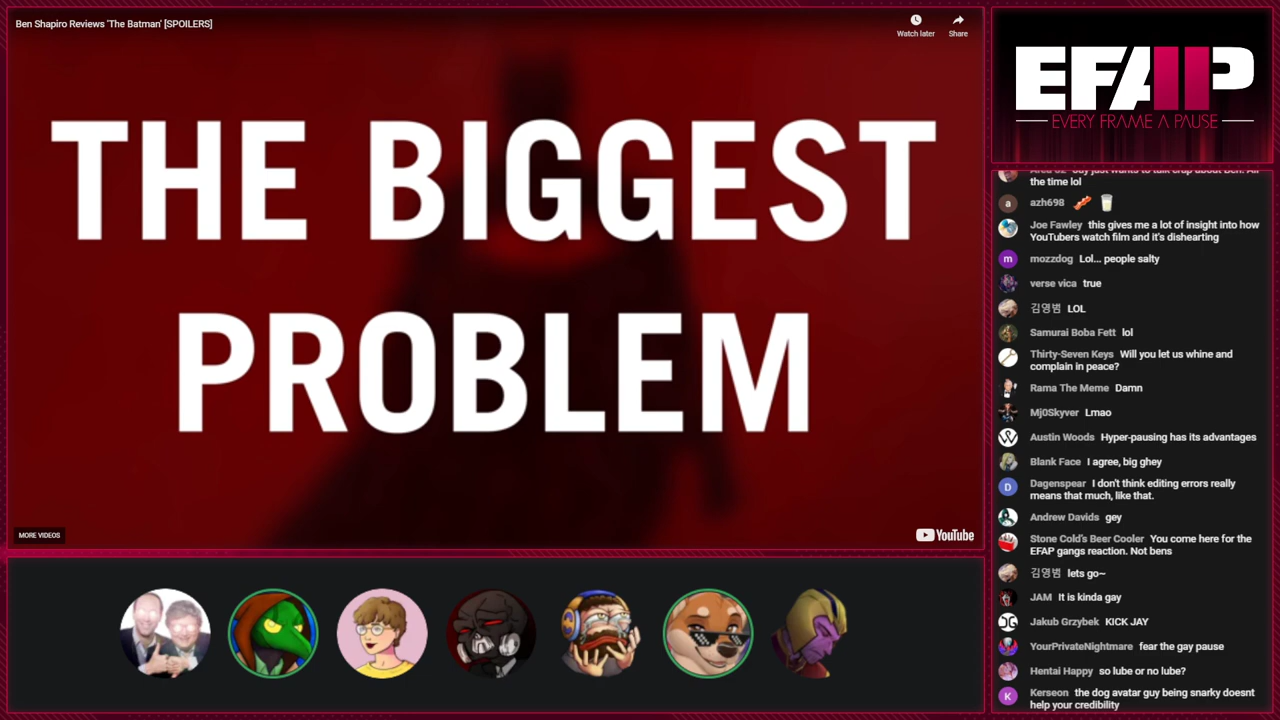 Ben Shapiro Reviews 'The Batman' [SPOILERS]
Watch later
Share
THE BIGGEST
PROBLEM
MORE VIDEOS
YouTube
EFAP
EVERY FRAME A PAUSE
the time lol
azh698
Joe Fawley this gives me a lot of insight into how
YouTubers watch film and it's dishearting
mozzdog Lol... people salty
verse vica true
김영범 LOL
Samurai Boba Fett lol
Thirty-Seven Keys Will you let us whine and
complain in peace?
Rama The Meme Damn
Mj0Skyver Lmao
Austin Woods Hyper-pausing has its advantages
Blank Face I agree, big ghey
Dagenspear I don't think editing errors really
means that much, like that.
Andrew Davids gey
Stone Cold's Beer Cooler You come here for the
EFAP gangs reaction. Not bens
김영범 lets go~
JAM It is kinda gay
Jakub Grzybek KICK JAY
YourPrivateNightmare fear the gay pause
Hentai Happy so lube or no lube?
Kerseon the dog avatar guy being snarky doesnt
help your credibility